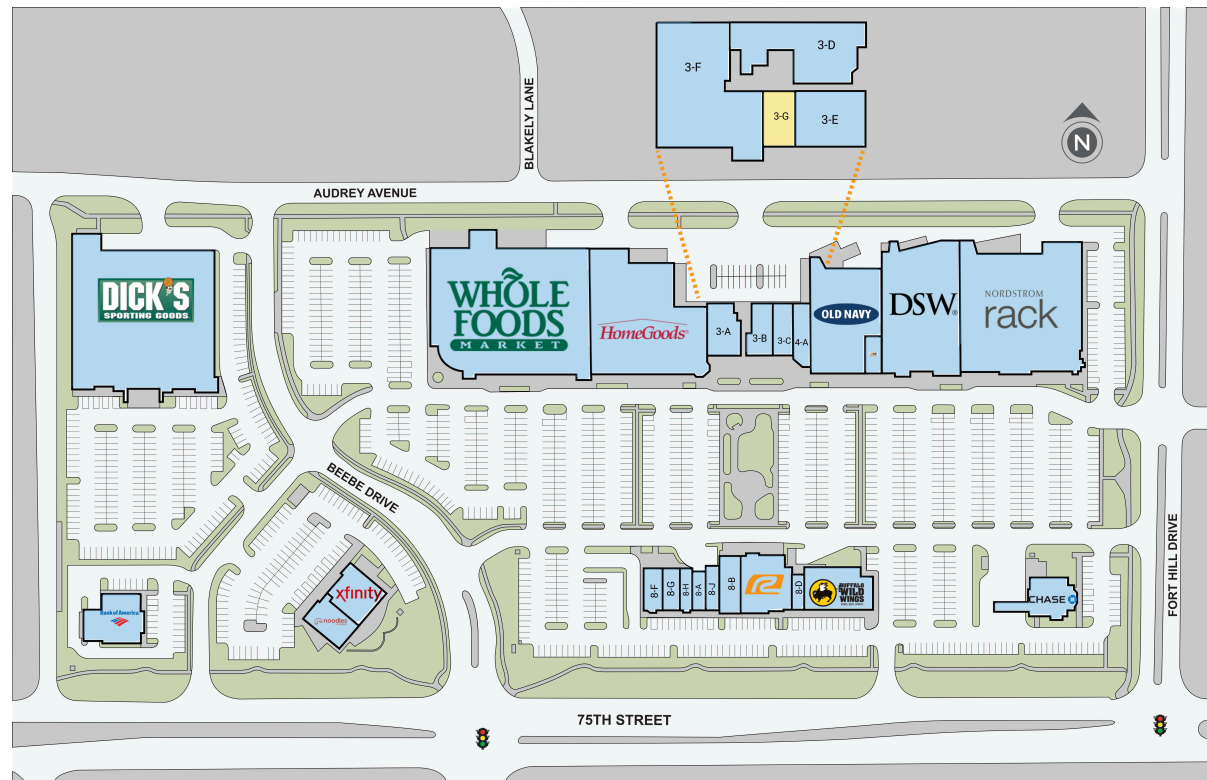 3-D
3-F
3-G
3-E
BLAKELY LANE
N
AUDREY AVENUE
DICK'S
SPORTING GOODS
WHOLE
FOODS
MARKET
HomeGoods®
3-A
3-B
3-C
4-A
OLD NAVY
DSW®
NORDSTROM
rack
BEEBE DRIVE
FORT HILL DRIVE
Bank of America
xfinity
noodles
8-F
8-G
8-H
8-A
8-J
8-B
8-D
BUFFALO
WILD
WINGS
CHASE
75TH STREET